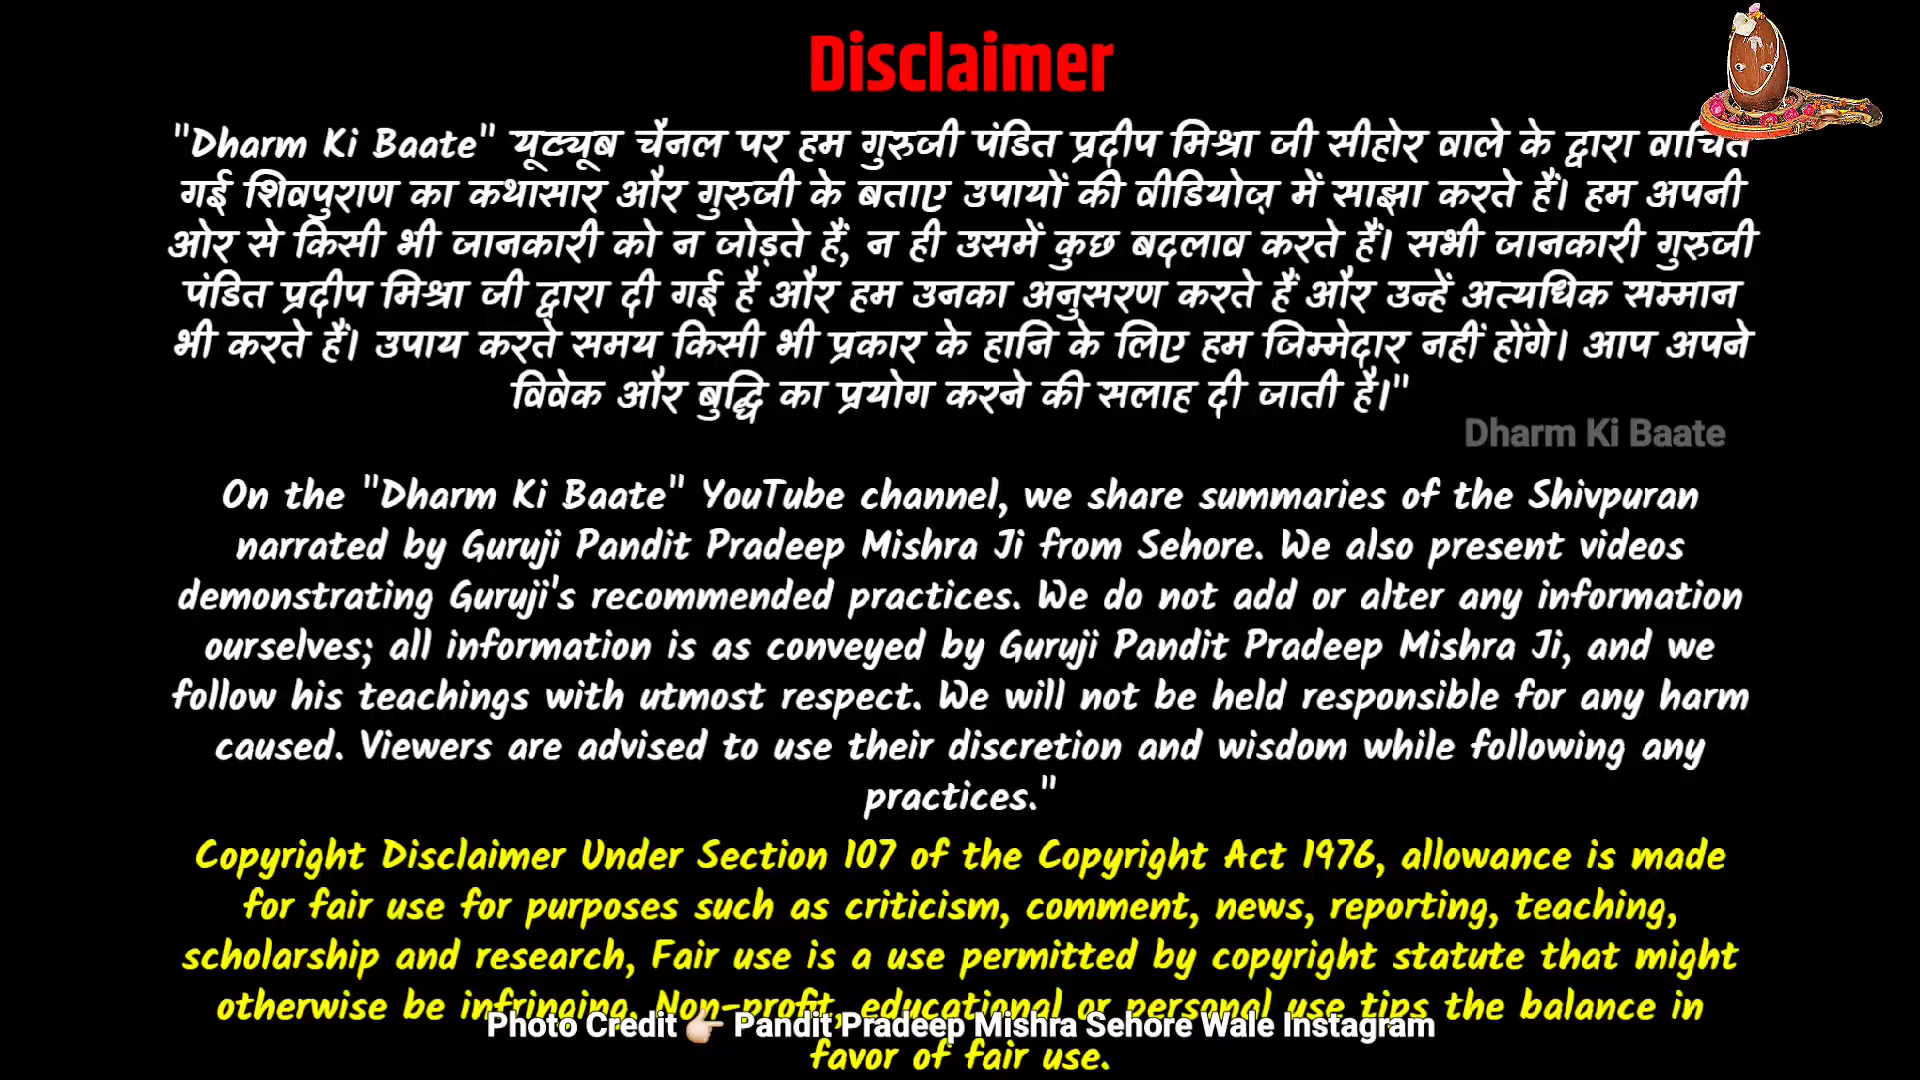 Disclaimer
"Dharm Ki Baate" यूट्यूब चैनल पर हम गुरुजी पंडित प्रदीप मिश्रा जी सीहोर वाले के द्वारा वाचित
गई शिवपुराण का कथासार और गुरुजी के बताए उपायों की वीडियोज़ में साझा करते हैं। हम अपनी
ओर से किसी भी जानकारी को न जोड़ते हैं, न ही उसमें कुछ बदलाव करते हैं। सभी जानकारी गुरुजी
पंडित प्रदीप मिश्रा जी द्वारा दी गई है और हम उनका अनुसरण करते हैं और उन्हें अत्यधिक सम्मान
भी करते हैं। उपाय करते समय किसी भी प्रकार के हानि के लिए हम जिम्मेदार नहीं होंगे। आप अपने
विवेक और बुद्धि का प्रयोग करने की सलाह दी जाती है।"
Dharm Ki Baate
On the "Dharm Ki Baate" YouTube channel, we share summaries of the Shivpuran
narrated by Guruji Pandit Pradeep Mishra Ji from Sehore. We also present videos
demonstrating Guruji's recommended practices. We do not add or alter any information
ourselves; all information is as conveyed by Guruji Pandit Pradeep Mishra Ji, and we
follow his teachings with utmost respect. We will not be held responsible for any harm
caused. Viewers are advised to use their discretion and wisdom while following any
practices."
Copyright Disclaimer Under Section 107 of the Copyright Act 1976, allowance is made
for fair use for purposes such as criticism, comment, news, reporting, teaching,
scholarship and research, Fair use is a use permitted by copyright statute that might
otherwise be infringing. Non-profit, educational or personal use tips the balance in
Photo Credit 👉🏻 Pandit Pradeep Mishra Sehore Wale Instagram
favor of fair use.